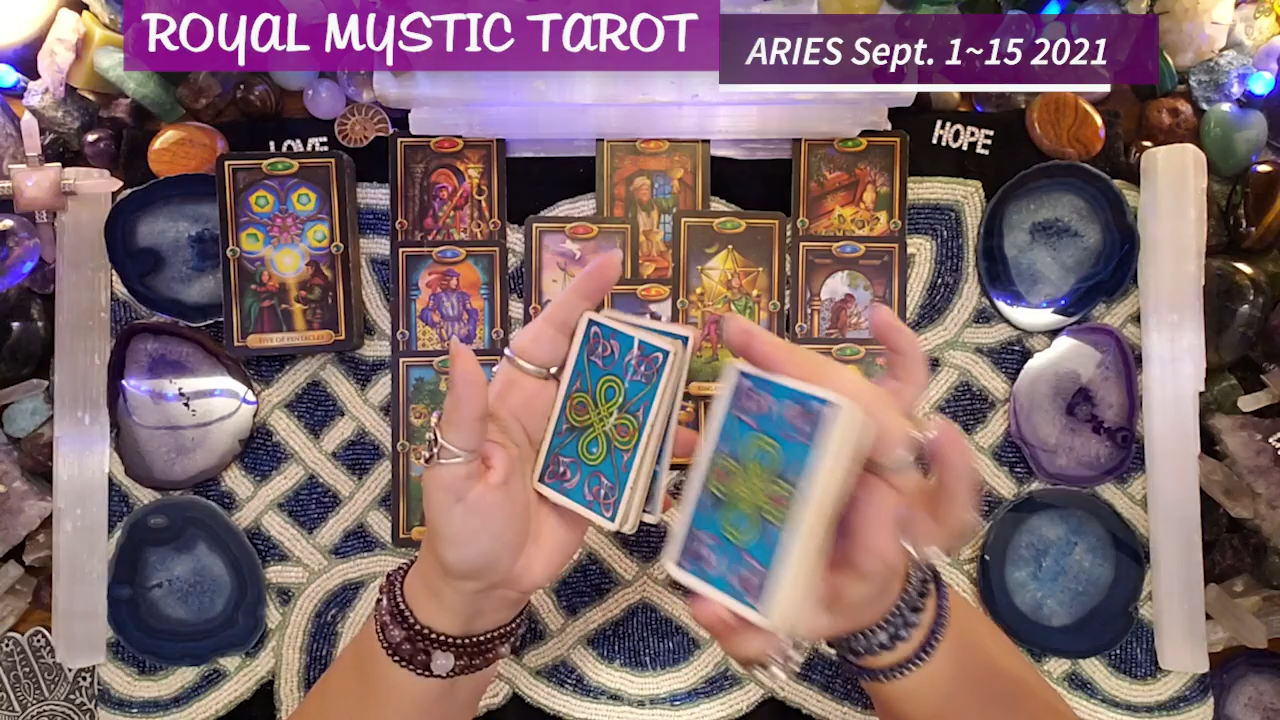 ROYAL MYSTIC TAROT
ARIES Sept. 1~15 2021
LOVE
HOPE
FIVE OF PENTACLES